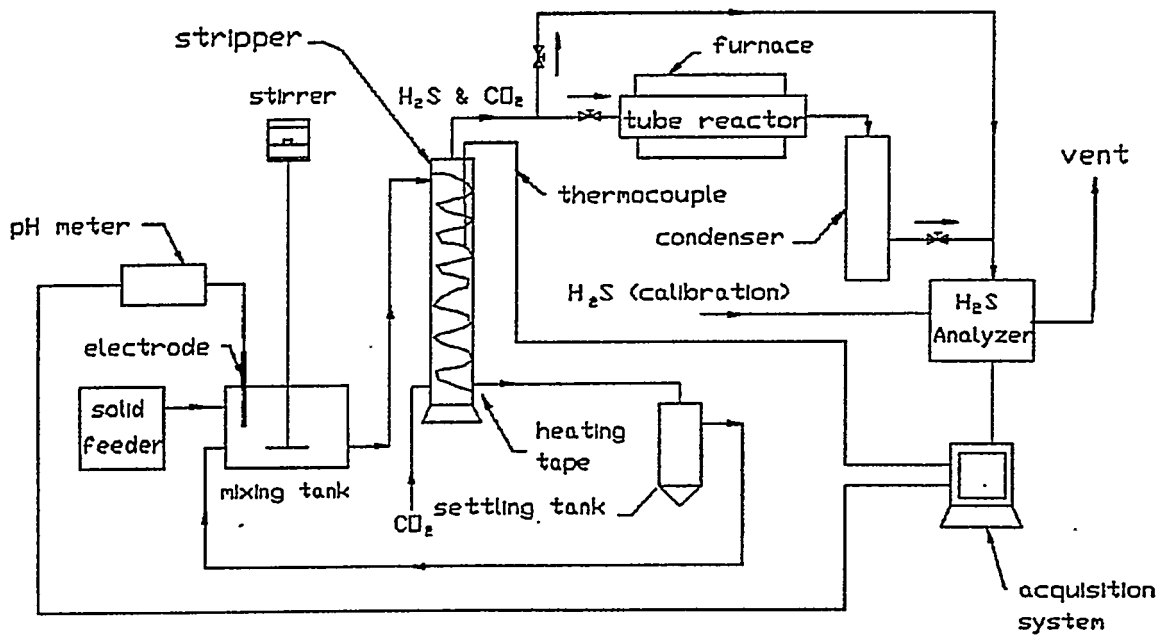 stripper
furnace
stirrer
H₂S & CO₂
tube reactor
vent
thermocouple
pH meter
condenser
H₂S (calibration)
H₂S
Analyzer
electrode
solid
feeder
heating
tape
mixing tank
CO₂
settling tank
acquisition
system